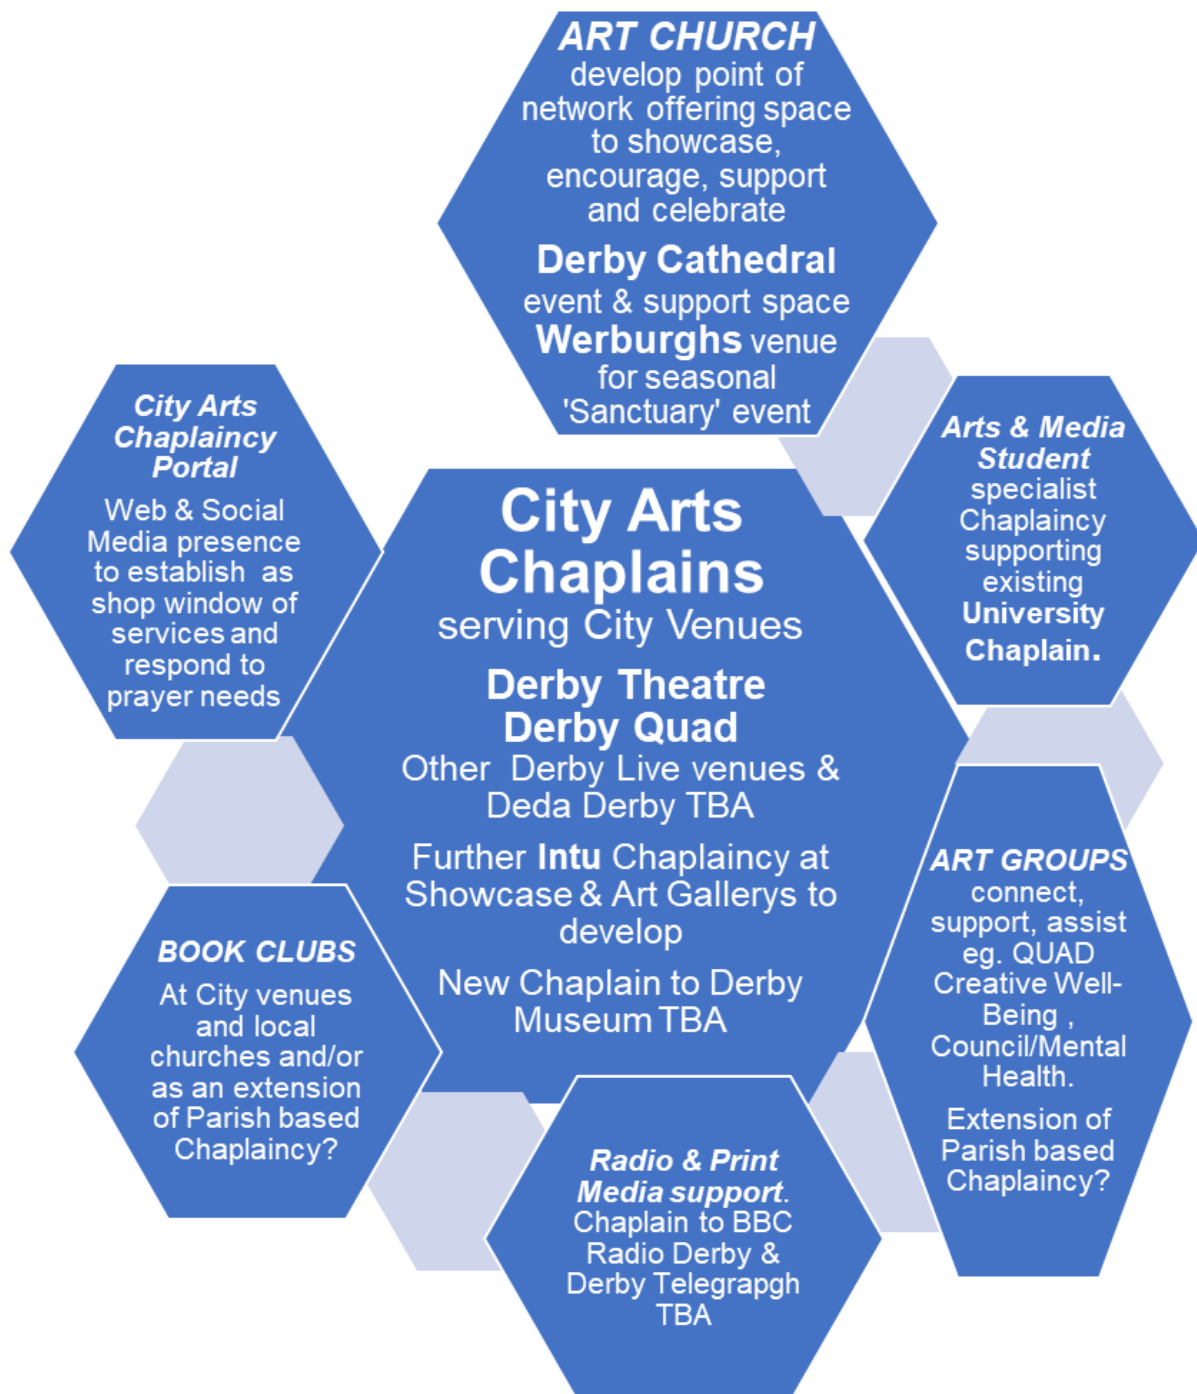 ART CHURCH
develop point of
network offering space
to showcase,
encourage, support
and celebrate
Derby Cathedral
event & support space
Werburghs venue
for seasonal
'Sanctuary' event
City Arts
Chaplaincy
Portal
Web & Social
Media presence
to establish as
shop window of
services and
respond to
prayer needs
Arts & Media
Student
specialist
Chaplaincy
supporting
existing
University
Chaplain.
City Arts
Chaplains
serving City Venues
Derby Theatre
Derby Quad
Other Derby Live venues &
Deda Derby TBA
Further Intu Chaplaincy at
Showcase & Art Gallerys to
develop
New Chaplain to Derby
Museum TBA
ART GROUPS
connect,
support, assist
eg. QUAD
Creative Well-
Being ,
Council/Mental
Health.
Extension of
Parish based
Chaplaincy?
BOOK CLUBS
At City venues
and local
churches and/or
as an extension
of Parish based
Chaplaincy?
Radio & Print
Media support.
Chaplain to BBC
Radio Derby &
Derby Telegrapgh
TBA